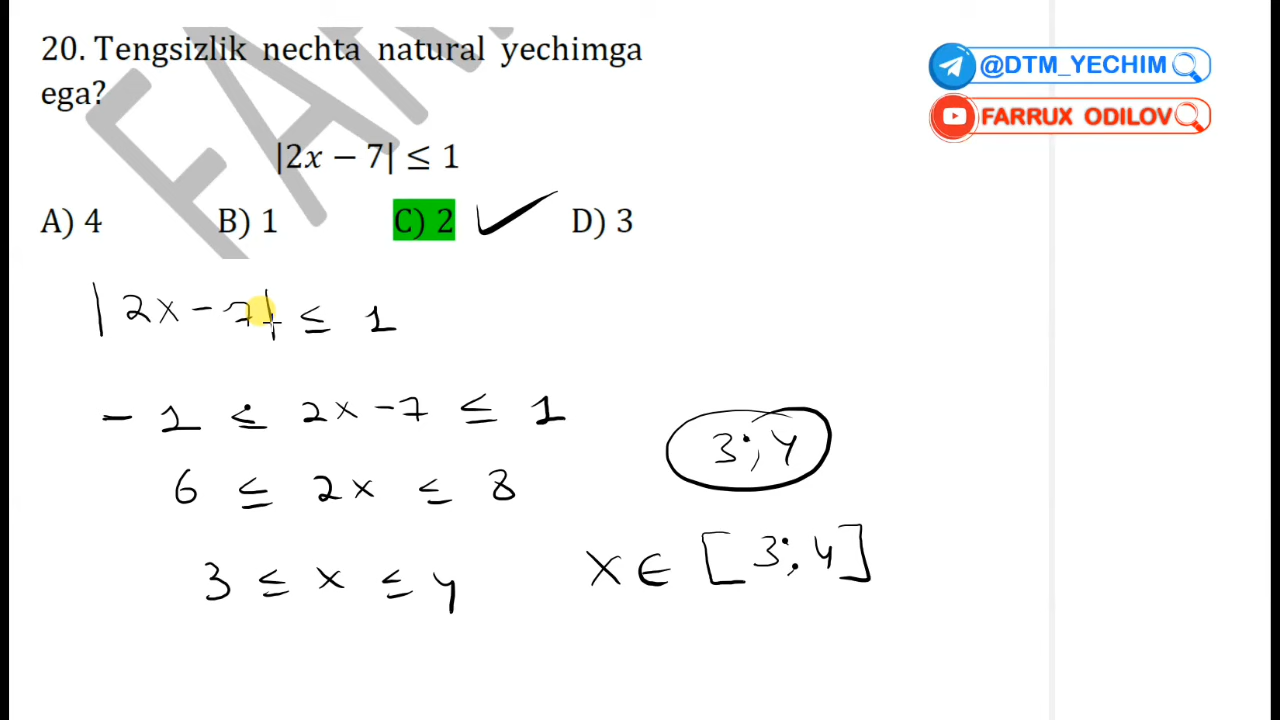 20. Tengsizlik nechta natural yechimga
ega?
|2x − 7| ≤ 1
A) 4 B) 1 C) 2 D) 3
@DTM_YECHIM
FARRUX ODILOV
|2x − 7| ≤ 1
− 1 ≤ 2x − 7 ≤ 1
6 ≤ 2x ≤ 8
3 ≤ x ≤ 4
3; 4
x ∈ [3; 4]